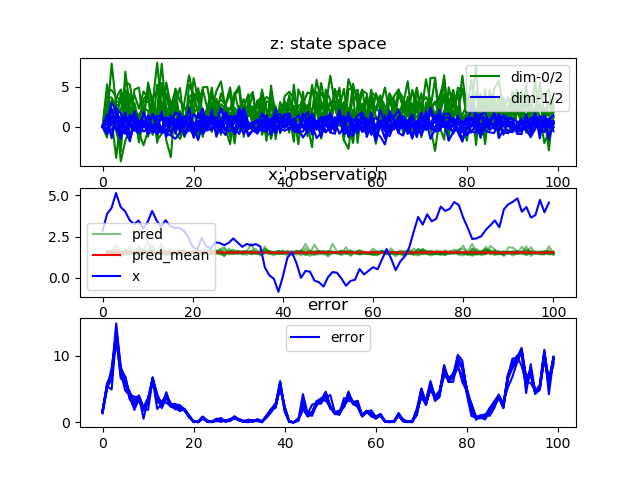 z: state space
5
0
dim-0/2
dim-1/2
0 20 40 60 80 100
x: observation
5.0
2.5
0.0
pred
pred_mean
x
0 20 40 60 80 100
error
10
0
error
0 20 40 60 80 100